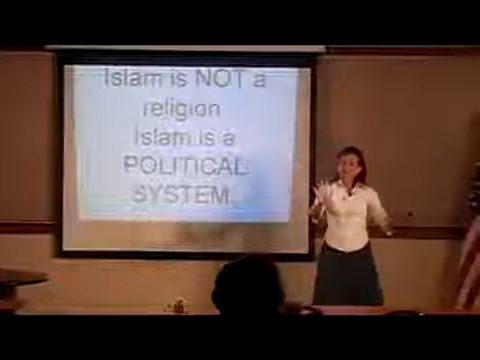 Islam is NOT a
religion
Islam is a
POLITICAL
SYSTEM.